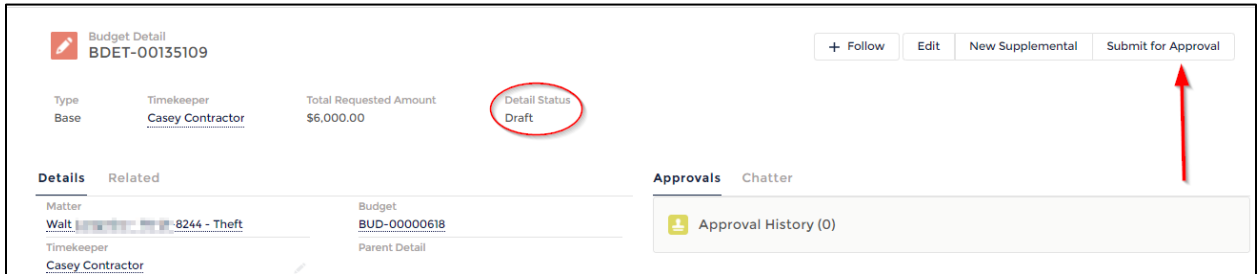 Budget Detail
BDET-00135109
+ Follow Edit New Supplemental Submit for Approval
Type Timekeeper Total Requested Amount Detail Status
Base Casey Contractor $6,000.00 Draft
Details Related
Approvals Chatter
Matter Budget
Walt -8244 - Theft BUD-00000618
Approval History (0)
Timekeeper Parent Detail
Casey Contractor